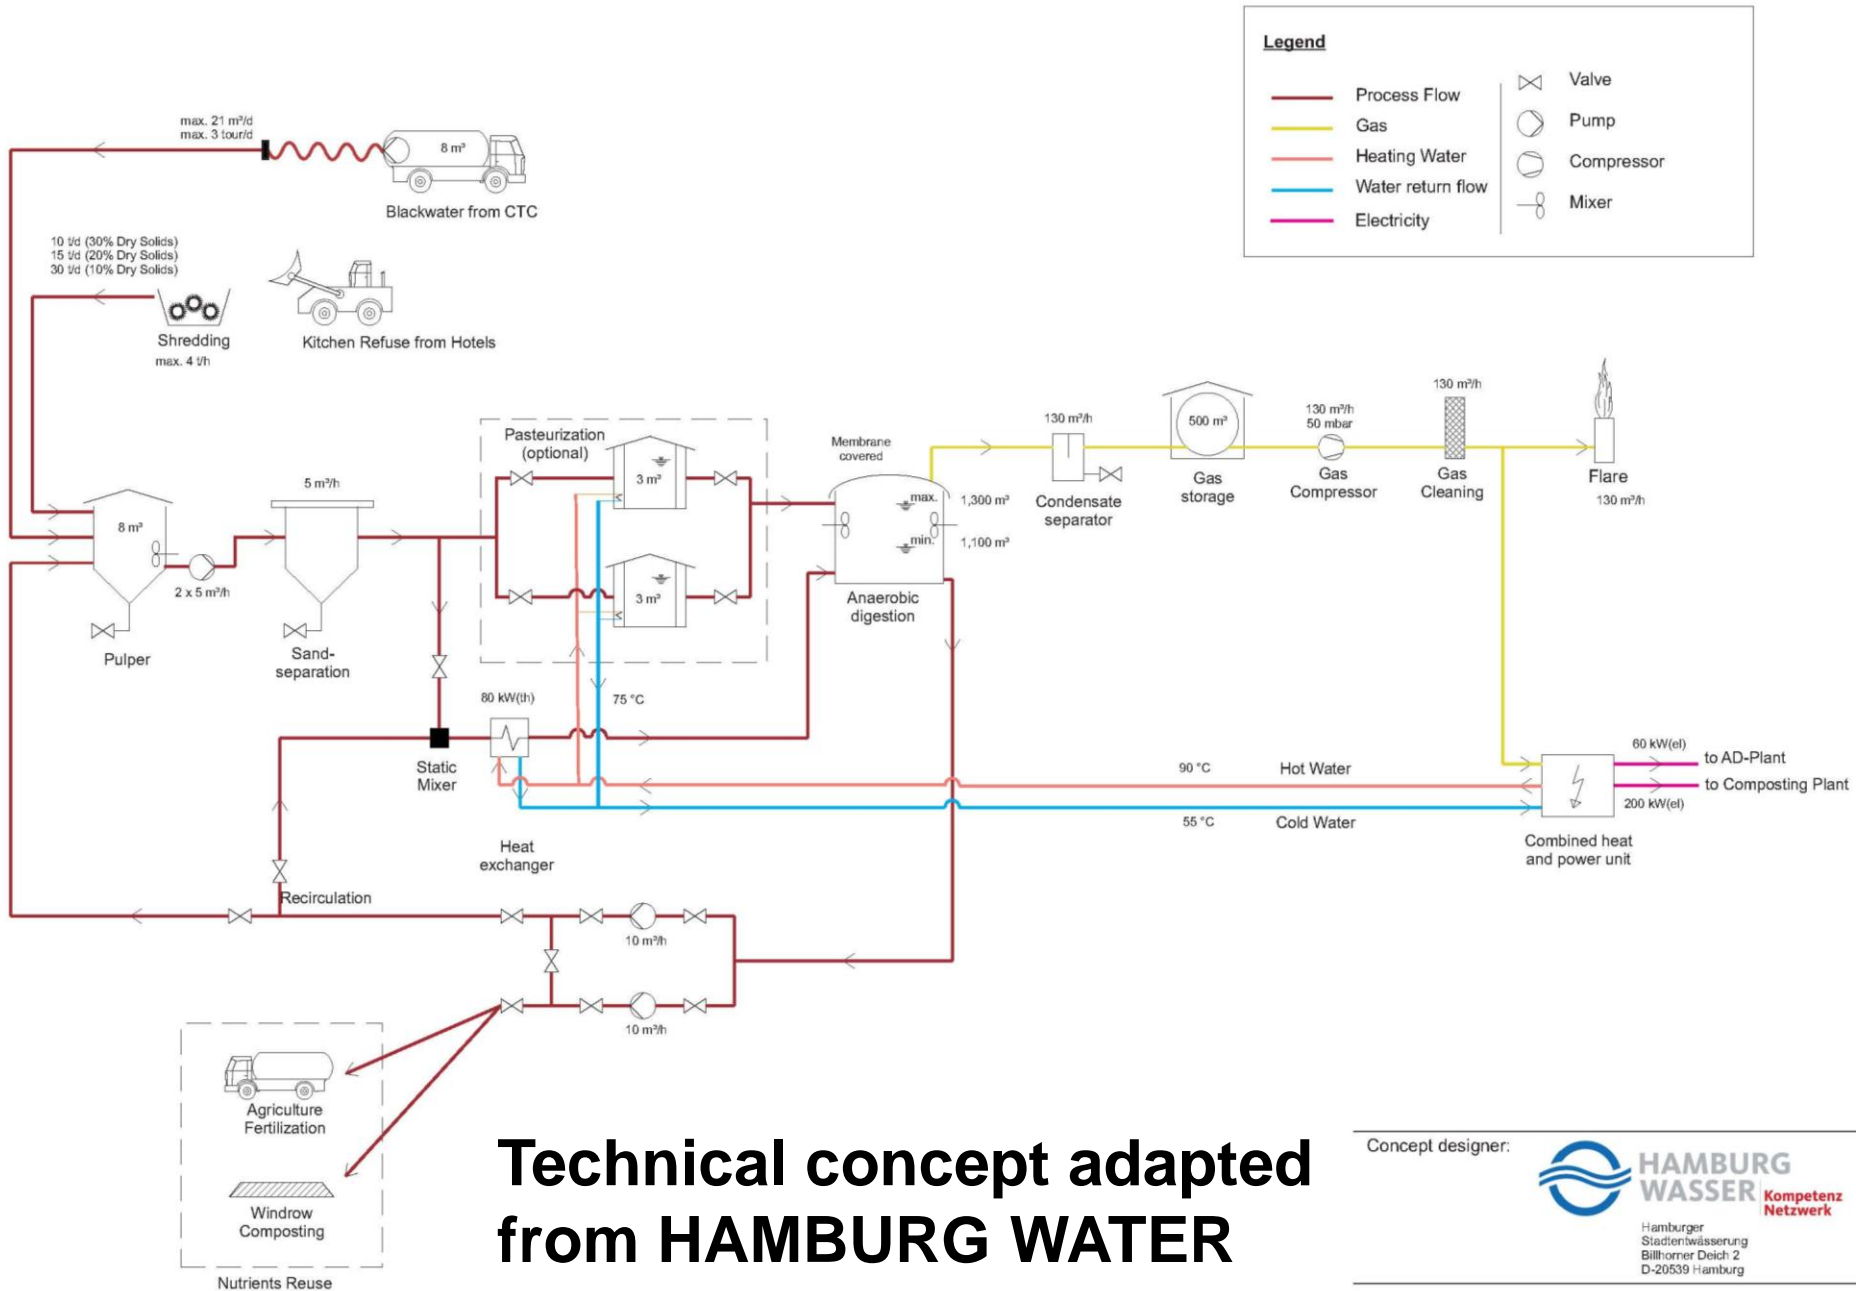 Legend
Process Flow
Gas
Heating Water
Water return flow
Electricity
Valve
Pump
Compressor
Mixer
max. 21 m³/d
max. 3 tour/d
8 m³
Blackwater from CTC
10 t/d (30% Dry Solids)
15 t/d (20% Dry Solids)
30 t/d (10% Dry Solids)
Shredding
max. 4 t/h
Kitchen Refuse from Hotels
8 m³
2 x 5 m³/h
Pulper
5 m³/h
Sand-
separation
Pasteurization
(optional)
3 m³
3 m³
Membrane
covered
max.
1,300 m³
min.
1,100 m³
Anaerobic
digestion
130 m³/h
Condensate
separator
500 m³
Gas
storage
130 m³/h
50 mbar
Gas
Compressor
130 m³/h
Gas
Cleaning
Flare
130 m³/h
80 kW(th)
75 °C
Static
Mixer
Heat
exchanger
90 °C
Hot Water
55 °C
Cold Water
60 kW(el)
to AD-Plant
to Composting Plant
200 kW(el)
Combined heat
and power unit
Recirculation
10 m³/h
10 m³/h
Agriculture
Fertilization
Windrow
Composting
Nutrients Reuse
Technical concept adapted
from HAMBURG WATER
Concept designer:
HAMBURG
WASSER
Kompetenz
Netzwerk
Hamburger
Stadtentwässerung
Billhorner Deich 2
D-20539 Hamburg